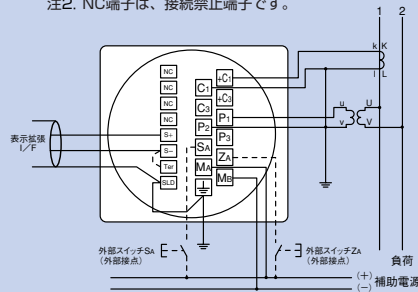 注2. NC端子は、接続禁止端子です。
1 2
k K
l L
u U
v V
NC
NC
NC
NC
S+
S−
Ter
SLD
C1
C3
P2
SA
MA
+C1
+C3
P1
P3
ZA
MB
表示拡張
I/F
外部スイッチSA
(外部接点)
外部スイッチZA
(外部接点)
負荷
(+)
(−)
補助電源